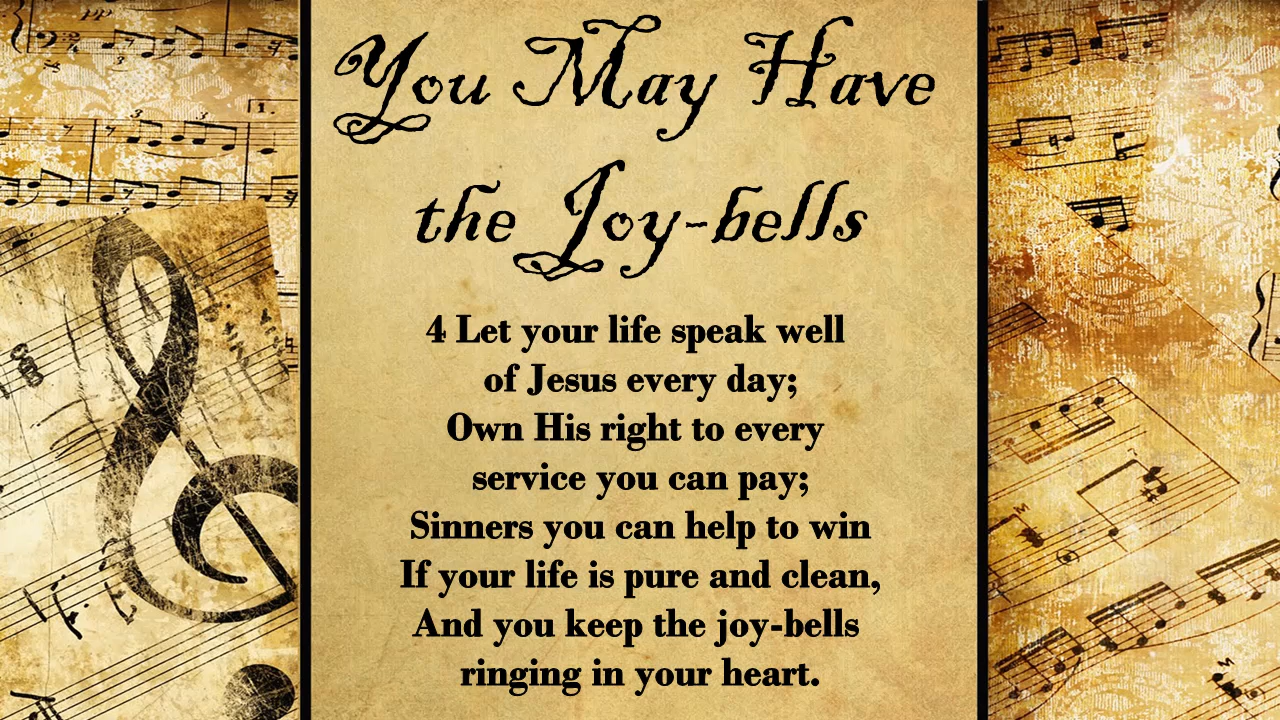 You May Have
the Joy-bells
4 Let your life speak well
of Jesus every day;
Own His right to every
service you can pay;
Sinners you can help to win
If your life is pure and clean,
And you keep the joy-bells
ringing in your heart.